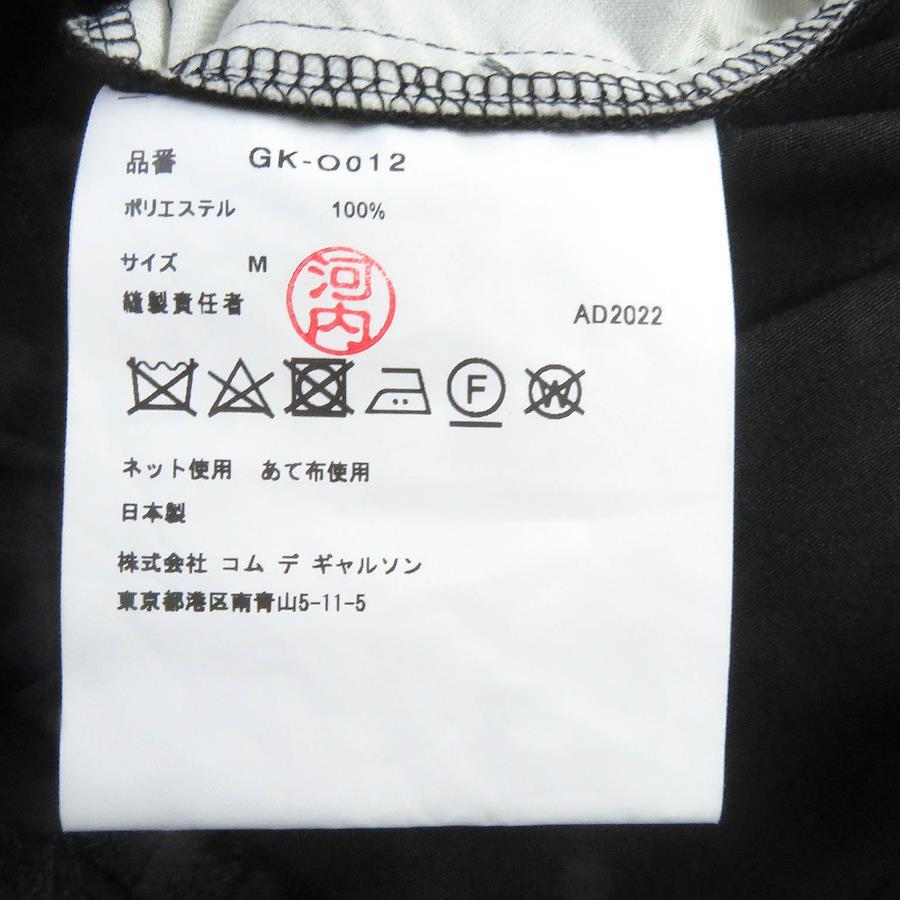 品番 GK-O012
ポリエステル 100%
サイズ M
縫製責任者 河内 AD2022
F W
ネット使用 あて布使用
日本製
株式会社 コム デ ギャルソン
東京都港区南青山5-11-5